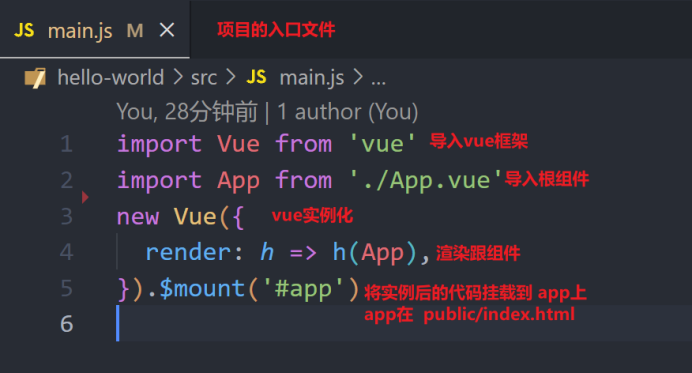 JS main.js M × 项目的入口文件
hello-world > src > JS main.js > ...
You, 28分钟前 | 1 author (You)
1 import Vue from 'vue' 导入vue框架
2 import App from './App.vue' 导入根组件
3 new Vue({ vue实例化
4 render: h => h(App), 渲染跟组件
5 }).$mount('#app') 将实例后的代码挂载到 app上
app在 public/index.html
6